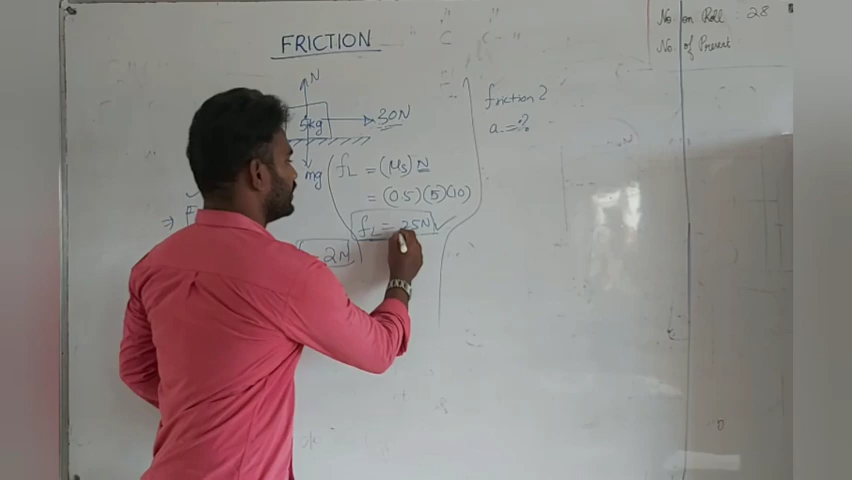 FRICTION
No. on Roll : 28
No. of Present
N
5kg
30N
mg
fL = (μs) N
= (0.5)(5)(10)
fL = 25N
⇒ F
2N
friction?
a = ?